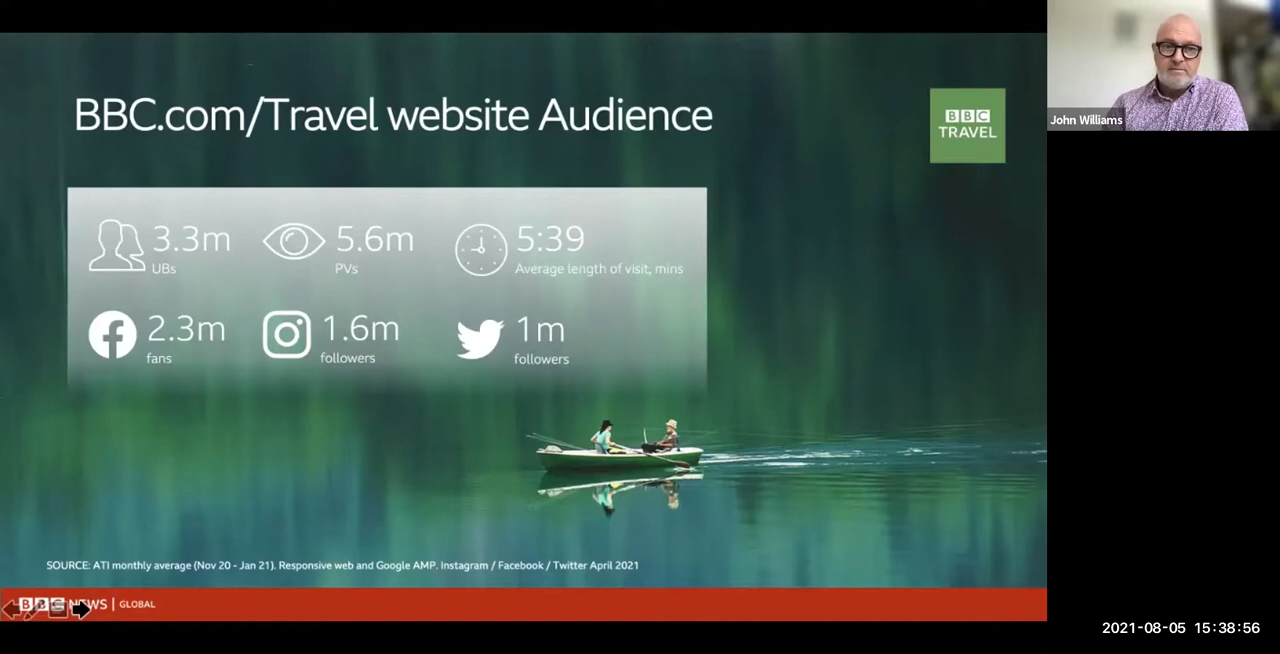 BBC.com/Travel website Audience
BBC
TRAVEL
John Williams
3.3m
UBs
5.6m
PVs
5:39
Average length of visit, mins
2.3m
fans
1.6m
followers
1m
followers
SOURCE: ATI monthly average (Nov 20 - Jan 21). Responsive web and Google AMP. Instagram / Facebook / Twitter April 2021
BBC NEWS | GLOBAL
2021-08-05 15:38:56